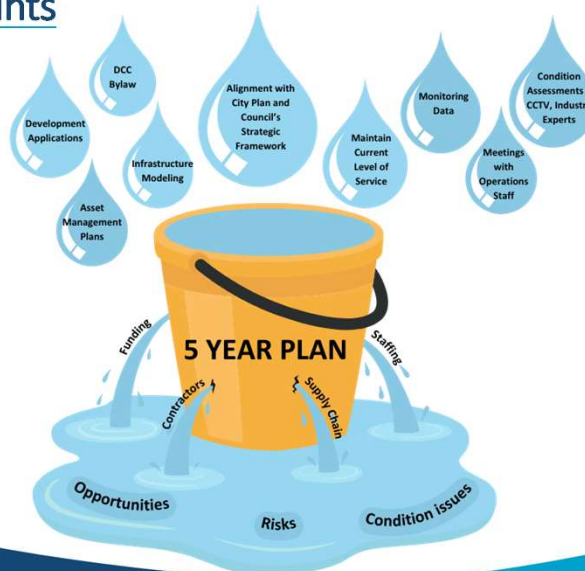 DCC
Bylaw
Development
Applications
Alignment with
City Plan and
Council's
Strategic
Framework
Monitoring
Data
Condition
Assessments
CCTV, Industr
Experts
Infrastructure
Modeling
Maintain
Current
Level of
Service
Meetings
with
Operations
Staff
Asset
Management
Plans
Funding
5 YEAR PLAN
Staffing
Contractors
Supply Chain
Opportunities
Risks
Condition issues